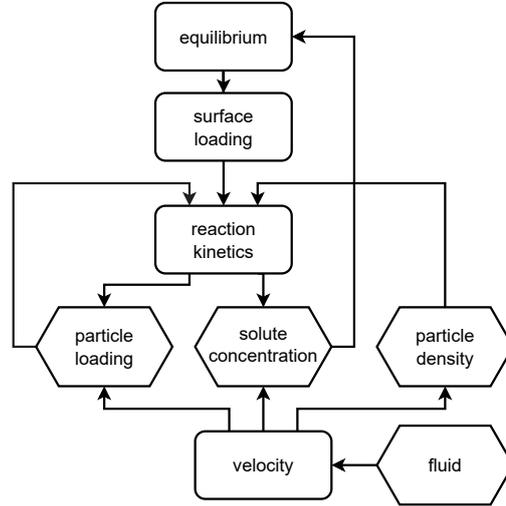 equilibrium
surface
loading
reaction
kinetics
particle
loading
solute
concentration
particle
density
velocity
fluid